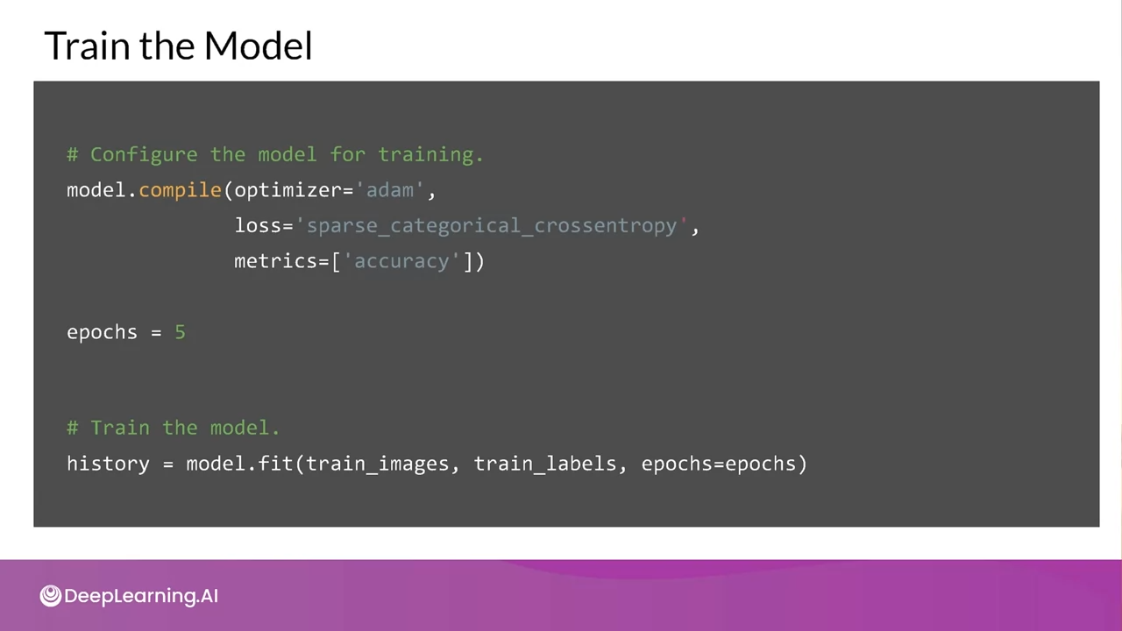 Train the Model
# Configure the model for training.
model.compile(optimizer='adam',
              loss='sparse_categorical_crossentropy',
              metrics=['accuracy'])
epochs = 5
# Train the model.
history = model.fit(train_images, train_labels, epochs=epochs)
DeepLearning.AI